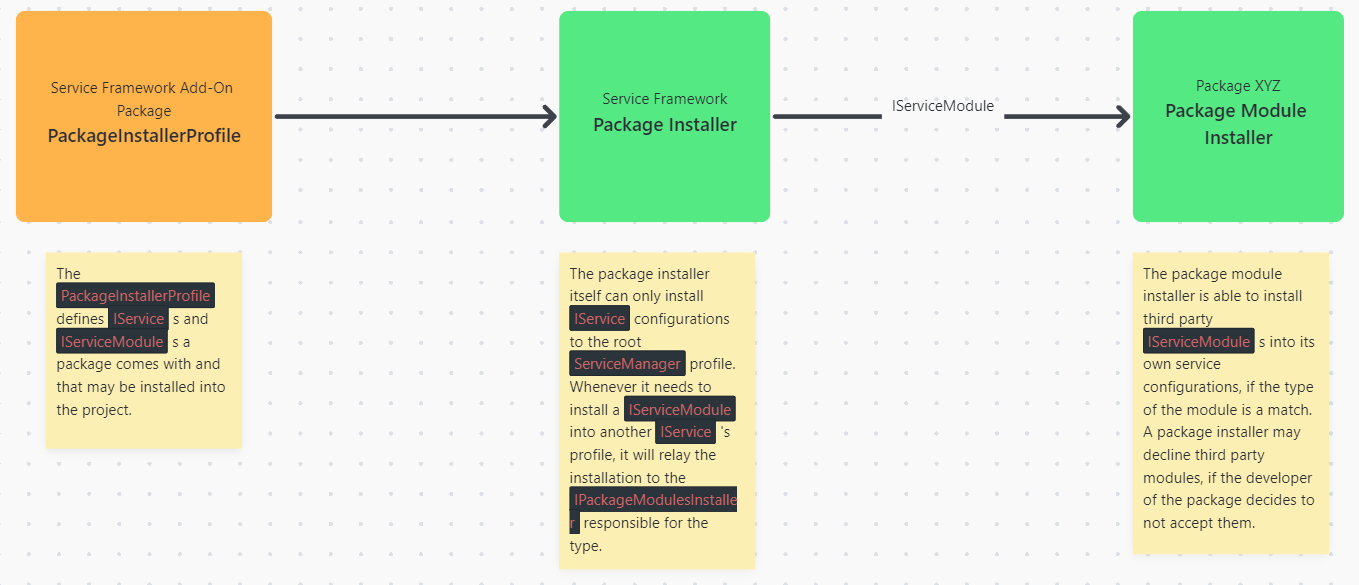 Service Framework Add-On
Package
PackageInstallerProfile
Service Framework
Package Installer
IServiceModule
Package XYZ
Package Module
Installer
The
PackageInstallerProfile
defines IService s and
IServiceModule s a
package comes with and
that may be installed into
the project.
The package installer
itself can only install
IService configurations
to the root
ServiceManager profile.
Whenever it needs to
install a IServiceModule
into another IService 's
profile, it will relay the
installation to the
IPackageModulesInstalle
r responsible for the
type.
The package module
installer is able to install
third party
IServiceModule s into its
own service
configurations, if the type
of the module is a match.
A package installer may
decline third party
modules, if the developer
of the package decides to
not accept them.